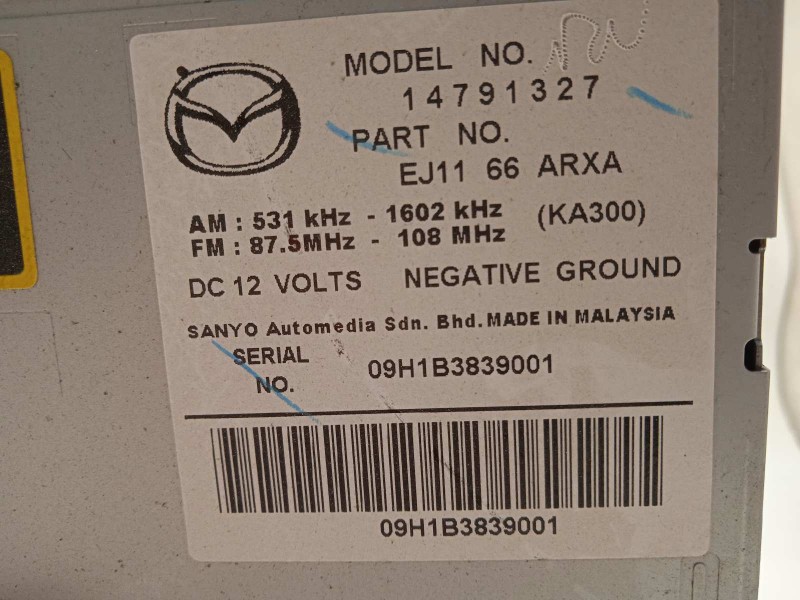 MODEL NO.
14791327
PART NO.
EJ11 66 ARXA
AM : 531 kHz - 1602 kHz (KA300)
FM : 87.5MHz - 108 MHz
DC 12 VOLTS NEGATIVE GROUND
SANYO Automedia Sdn. Bhd. MADE IN MALAYSIA
SERIAL
NO. 09H1B3839001
09H1B3839001